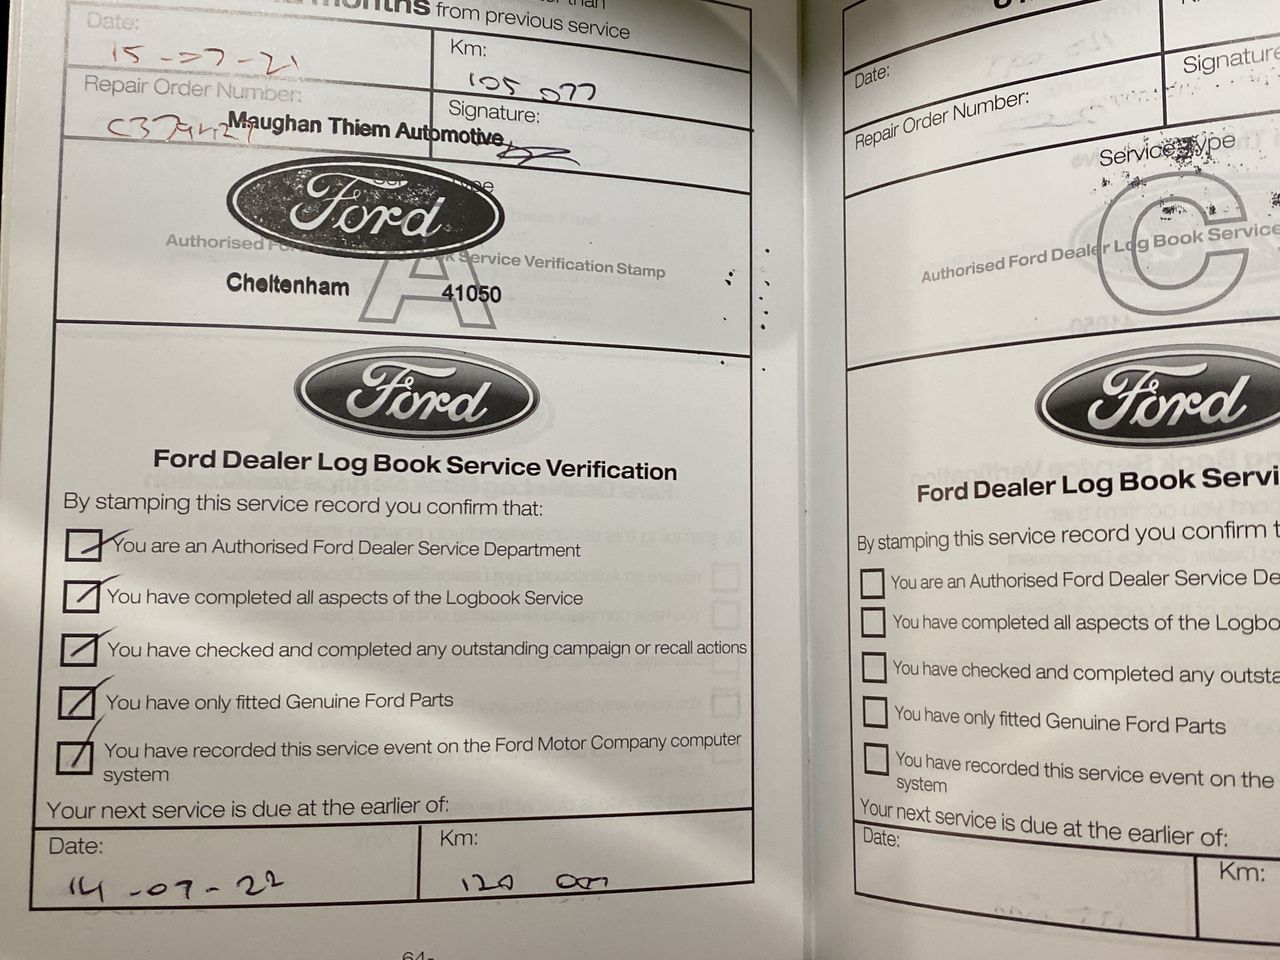 months from previous service
Date:
15-07-21
Km:
105 077
Repair Order Number:
Signature:
Maughan Thiem Automotive
Ford
Authorised Service Verification Stamp
Cheltenham 41050
A
Ford
Ford Dealer Log Book Service Verification
By stamping this service record you confirm that:
You are an Authorised Ford Dealer Service Department
You have completed all aspects of the Logbook Service
You have checked and completed any outstanding campaign or recall actions
You have only fitted Genuine Ford Parts
You have recorded this service event on the Ford Motor Company computer
system
Your next service is due at the earlier of:
Date:
14-07-22
Km:
120
Date:
Signature
Repair Order Number:
Service Type
C
Authorised Ford Dealer Log Book Service
Ford
Ford Dealer Log Book Servi
By stamping this service record you confirm t
You are an Authorised Ford Dealer Service De
You have completed all aspects of the Logbo
You have checked and completed any outsta
You have only fitted Genuine Ford Parts
You have recorded this service event on the
system
Your next service is due at the earlier of:
Date:
Km: